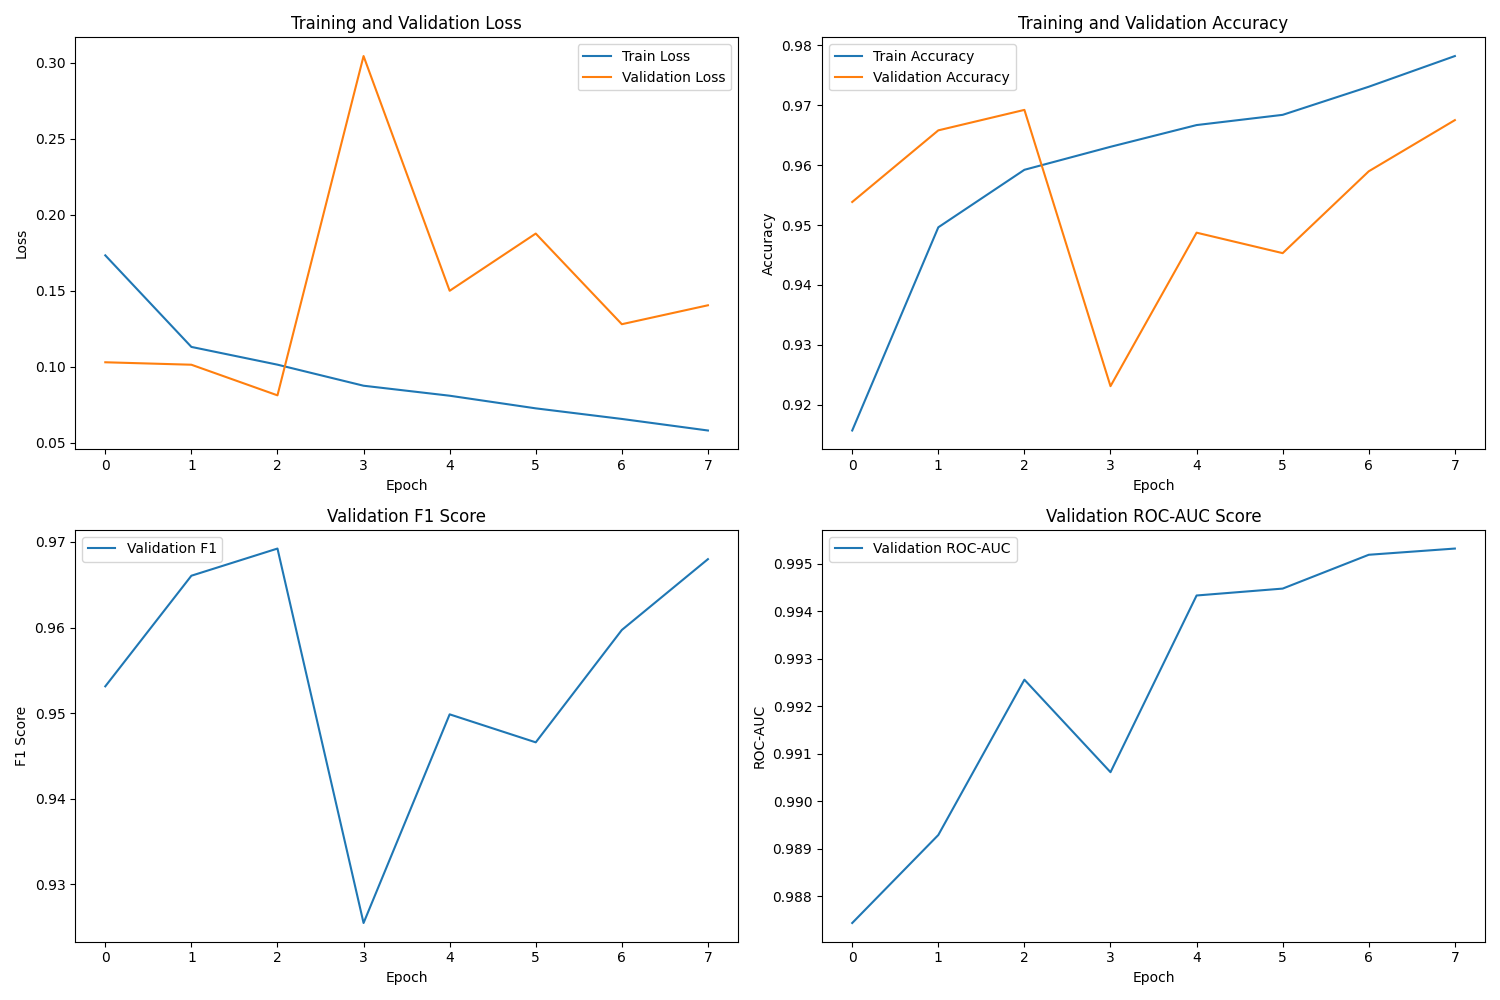 Training and Validation Loss
Train Loss
Validation Loss
0.30
0.25
0.20
0.15
0.10
0.05
Loss
0 1 2 3 4 5 6 7
Epoch
Training and Validation Accuracy
Train Accuracy
Validation Accuracy
0.98
0.97
0.96
0.95
0.94
0.93
0.92
Accuracy
0 1 2 3 4 5 6 7
Epoch
Validation F1 Score
Validation F1
0.97
0.96
0.95
0.94
0.93
F1 Score
0 1 2 3 4 5 6 7
Epoch
Validation ROC-AUC Score
Validation ROC-AUC
0.995
0.994
0.993
0.992
0.991
0.990
0.989
0.988
ROC-AUC
0 1 2 3 4 5 6 7
Epoch